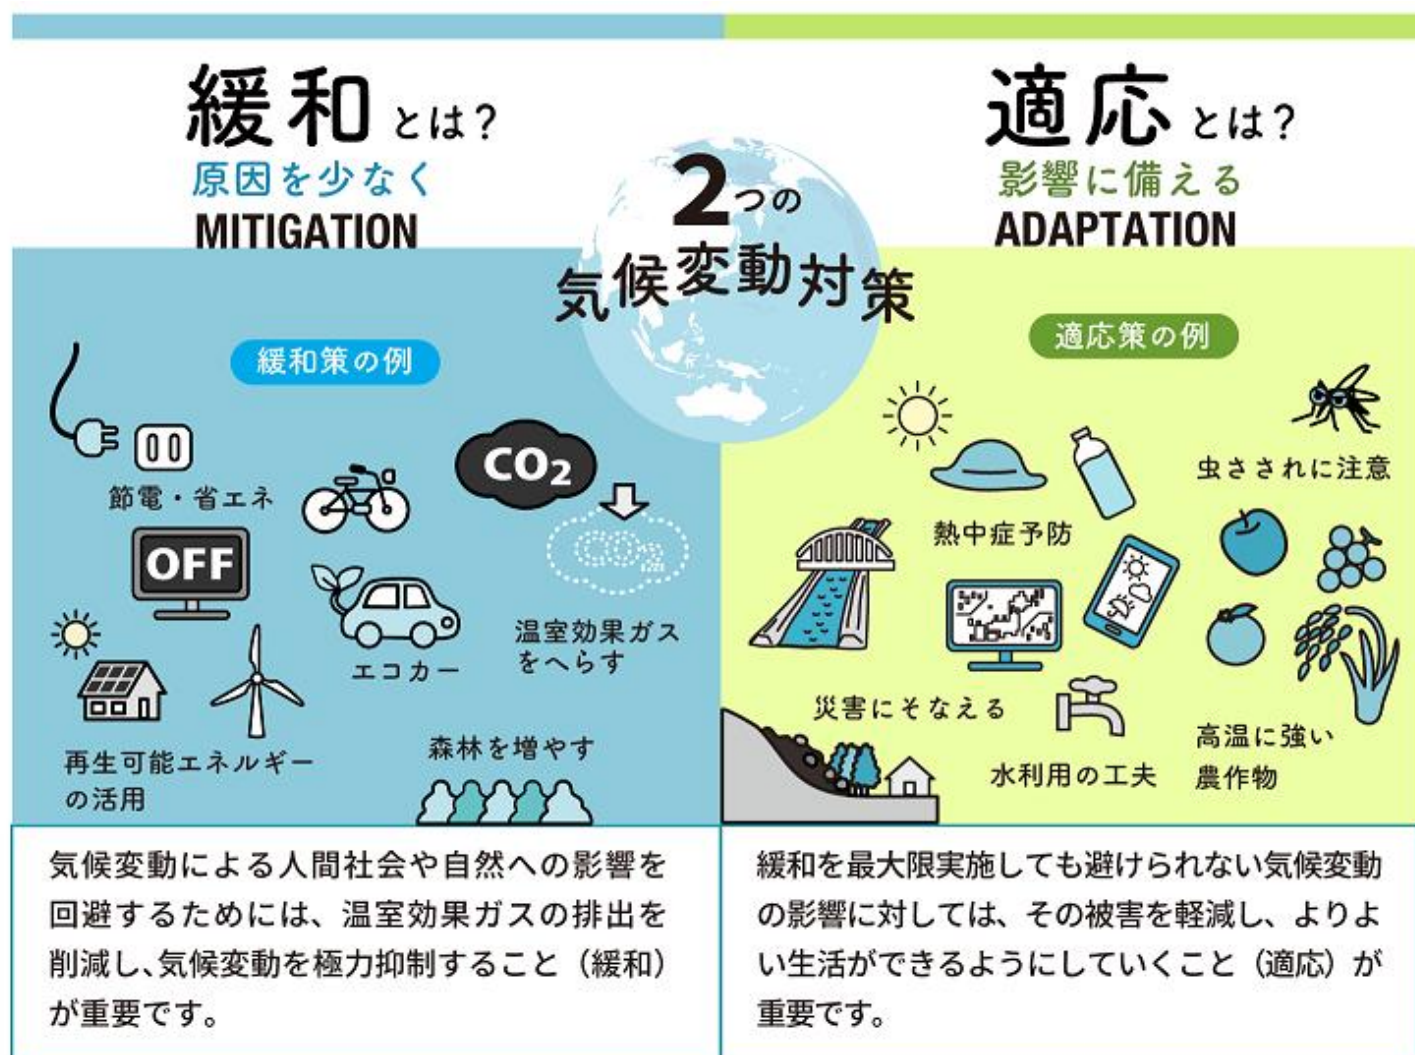 緩和とは?
原因を少なく
MITIGATION
2つの
気候変動対策
適応とは?
影響に備える
ADAPTATION
緩和策の例
節電・省エネ
OFF
CO2
CO2
エコカー
温室効果ガス
をへらす
再生可能エネルギー
の活用
森林を増やす
気候変動による人間社会や自然への影響を
回避するためには、温室効果ガスの排出を
削減し、気候変動を極力抑制すること(緩和)
が重要です。
適応策の例
虫さされに注意
熱中症予防
災害にそなえる
水利用の工夫
高温に強い
農作物
緩和を最大限実施しても避けられない気候変動
の影響に対しては、その被害を軽減し、よりよ
い生活ができるようにしていくこと(適応)が
重要です。